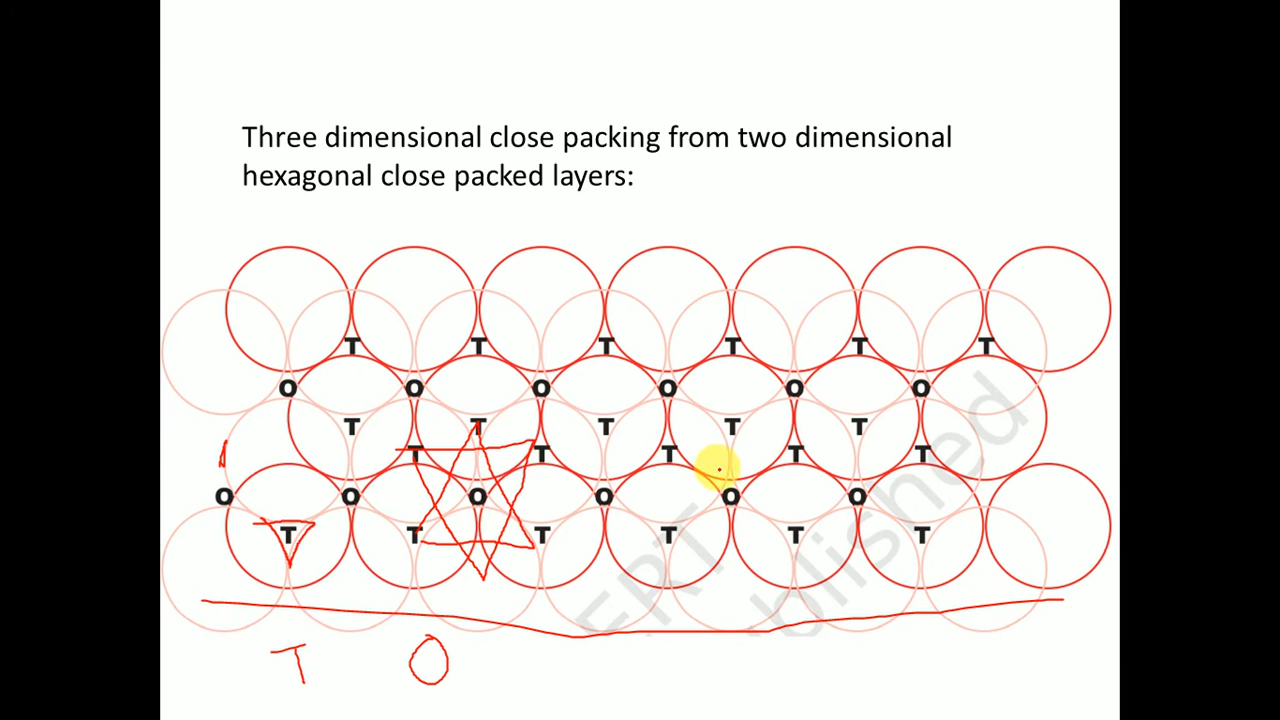 Three dimensional close packing from two dimensional
hexagonal close packed layers:
T T T T T T
O O O O O O
T T T T T
T T T T T
O O O O O O
T T T T T T
T O